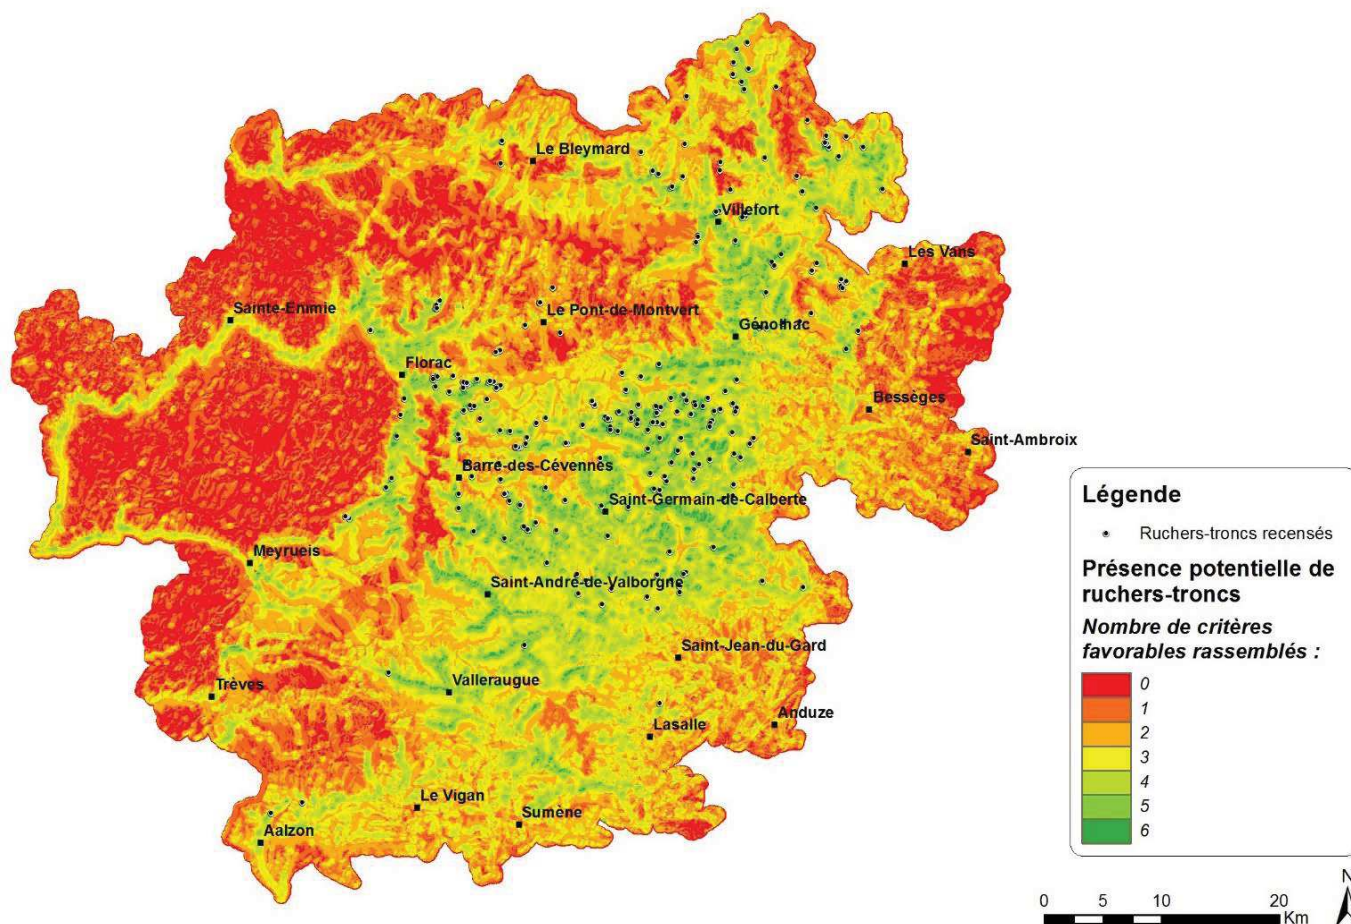 Le Bleymard
Villefort
Les Vans
Sainte-Enimie
Le Pont-de-Montvert
Génolhac
Florac
Bessèges
Saint-Ambroix
Barre-des-Cévennes
Saint-Germain-de-Calberte
Meyrueis
Saint-André-de-Valborgne
Saint-Jean-du-Gard
Trèves
Valleraugue
Lasalle
Anduze
Le Vigan
Sumène
Aalzon
Légende
Ruchers-troncs recensés
Présence potentielle de
ruchers-troncs
Nombre de critères
favorables rassemblés :
0
1
2
3
4
5
6
N
0 5 10 20
Km